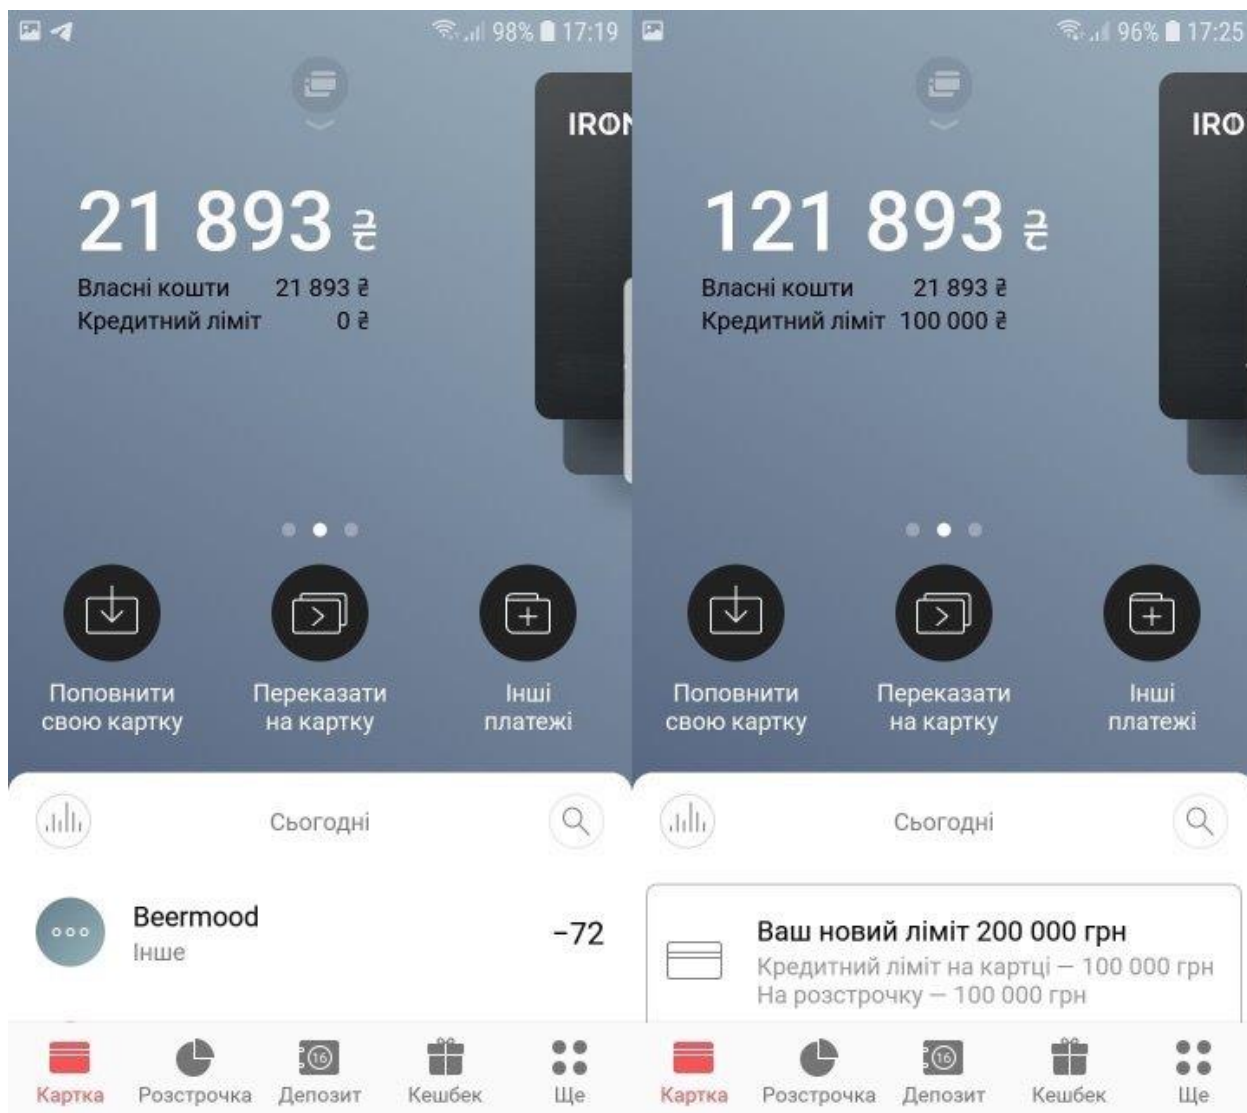 98% 17:19
IRON
21 893 ₴
Власні кошти 21 893 ₴
Кредитний ліміт 0 ₴
Поповнити
свою картку
Переказати
на картку
Інші
платежі
Сьогодні
Beermood
Інше
−72
Картка
Розстрочка
Депозит
16
Кешбек
Ще
96% 17:25
IRO
121 893 ₴
Власні кошти 21 893 ₴
Кредитний ліміт 100 000 ₴
Поповнити
свою картку
Переказати
на картку
Інші
платежі
Сьогодні
Ваш новий ліміт 200 000 грн
Кредитний ліміт на картці — 100 000 грн
На розстрочку — 100 000 грн
Картка
Розстрочка
Депозит
16
Кешбек
Ще